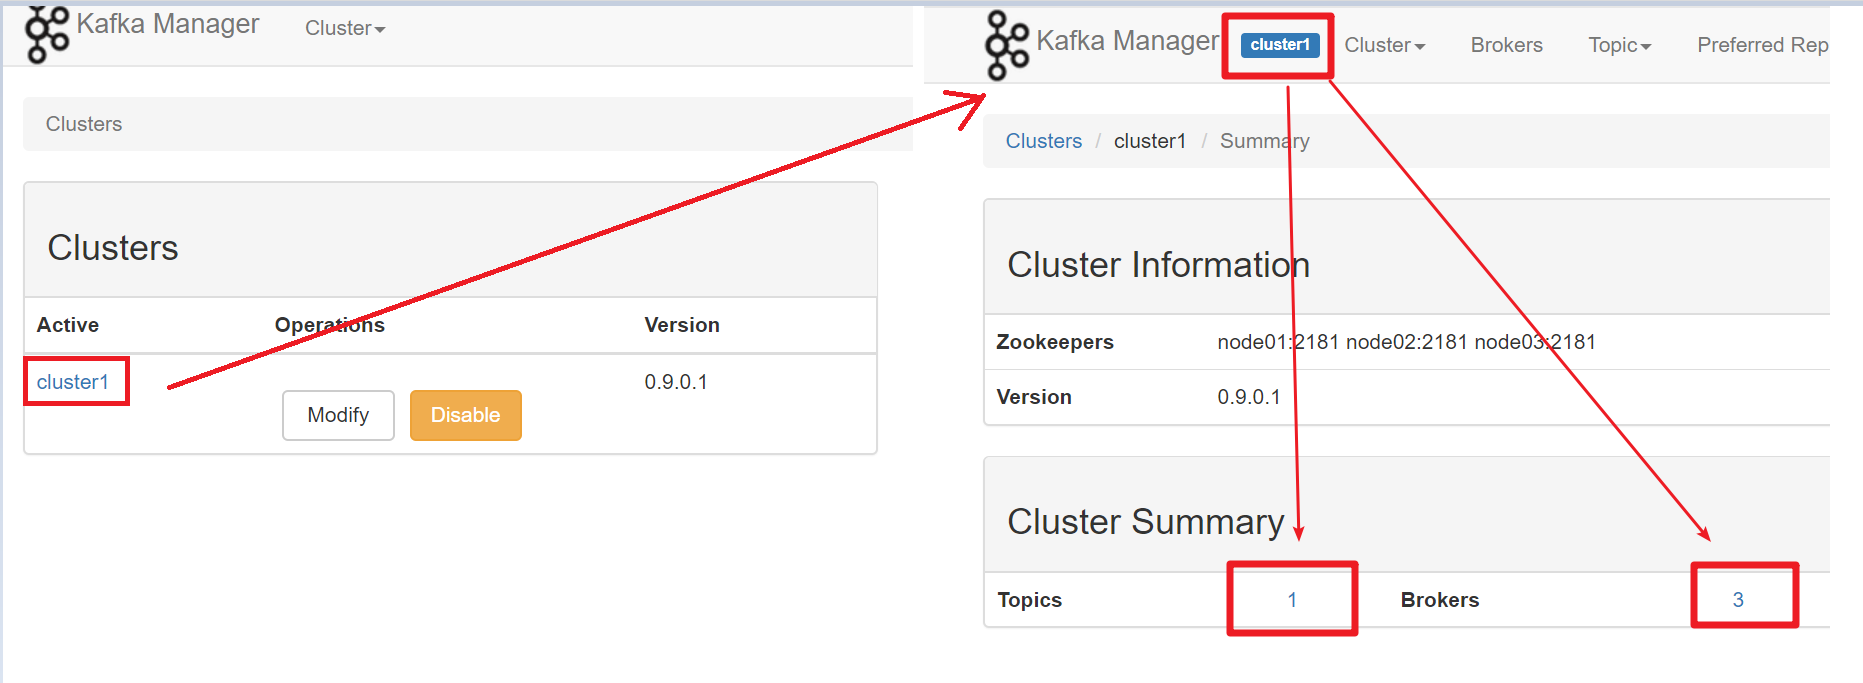 Kafka Manager Cluster
Clusters
Clusters
Active Operations Version
cluster1 0.9.0.1
Modify Disable
Kafka Manager cluster1 Cluster Brokers Topic Preferred Rep
Clusters / cluster1 / Summary
Cluster Information
Zookeepers node01:2181 node02:2181 node03:2181
Version 0.9.0.1
Cluster Summary
Topics 1 Brokers 3